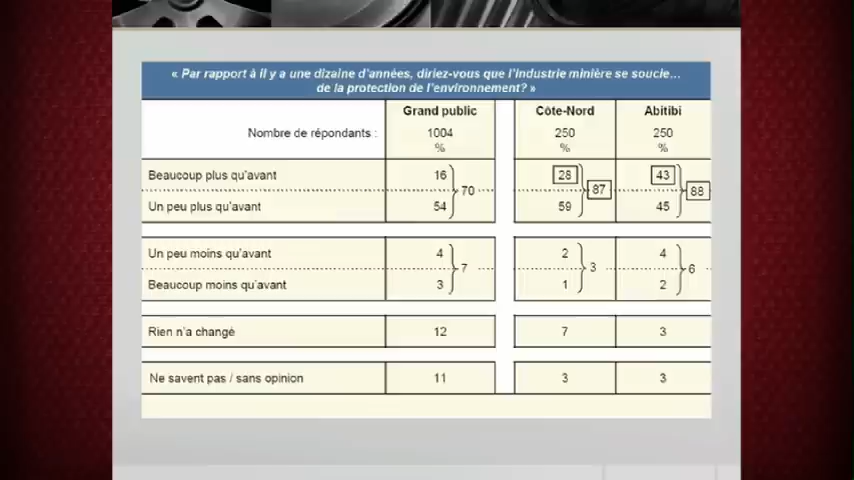 « Par rapport à il y a une dizaine d'années, diriez-vous que l'industrie minière se soucie...
de la protection de l'environnement? »
Grand public Côte-Nord Abitibi
Nombre de répondants : 1004 250 250
% % %
Beaucoup plus qu'avant 16 28 43
70 87 88
Un peu plus qu'avant 54 59 45
Un peu moins qu'avant 4 2 4
7 3 6
Beaucoup moins qu'avant 3 1 2
Rien n'a changé 12 7 3
Ne savent pas / sans opinion 11 3 3